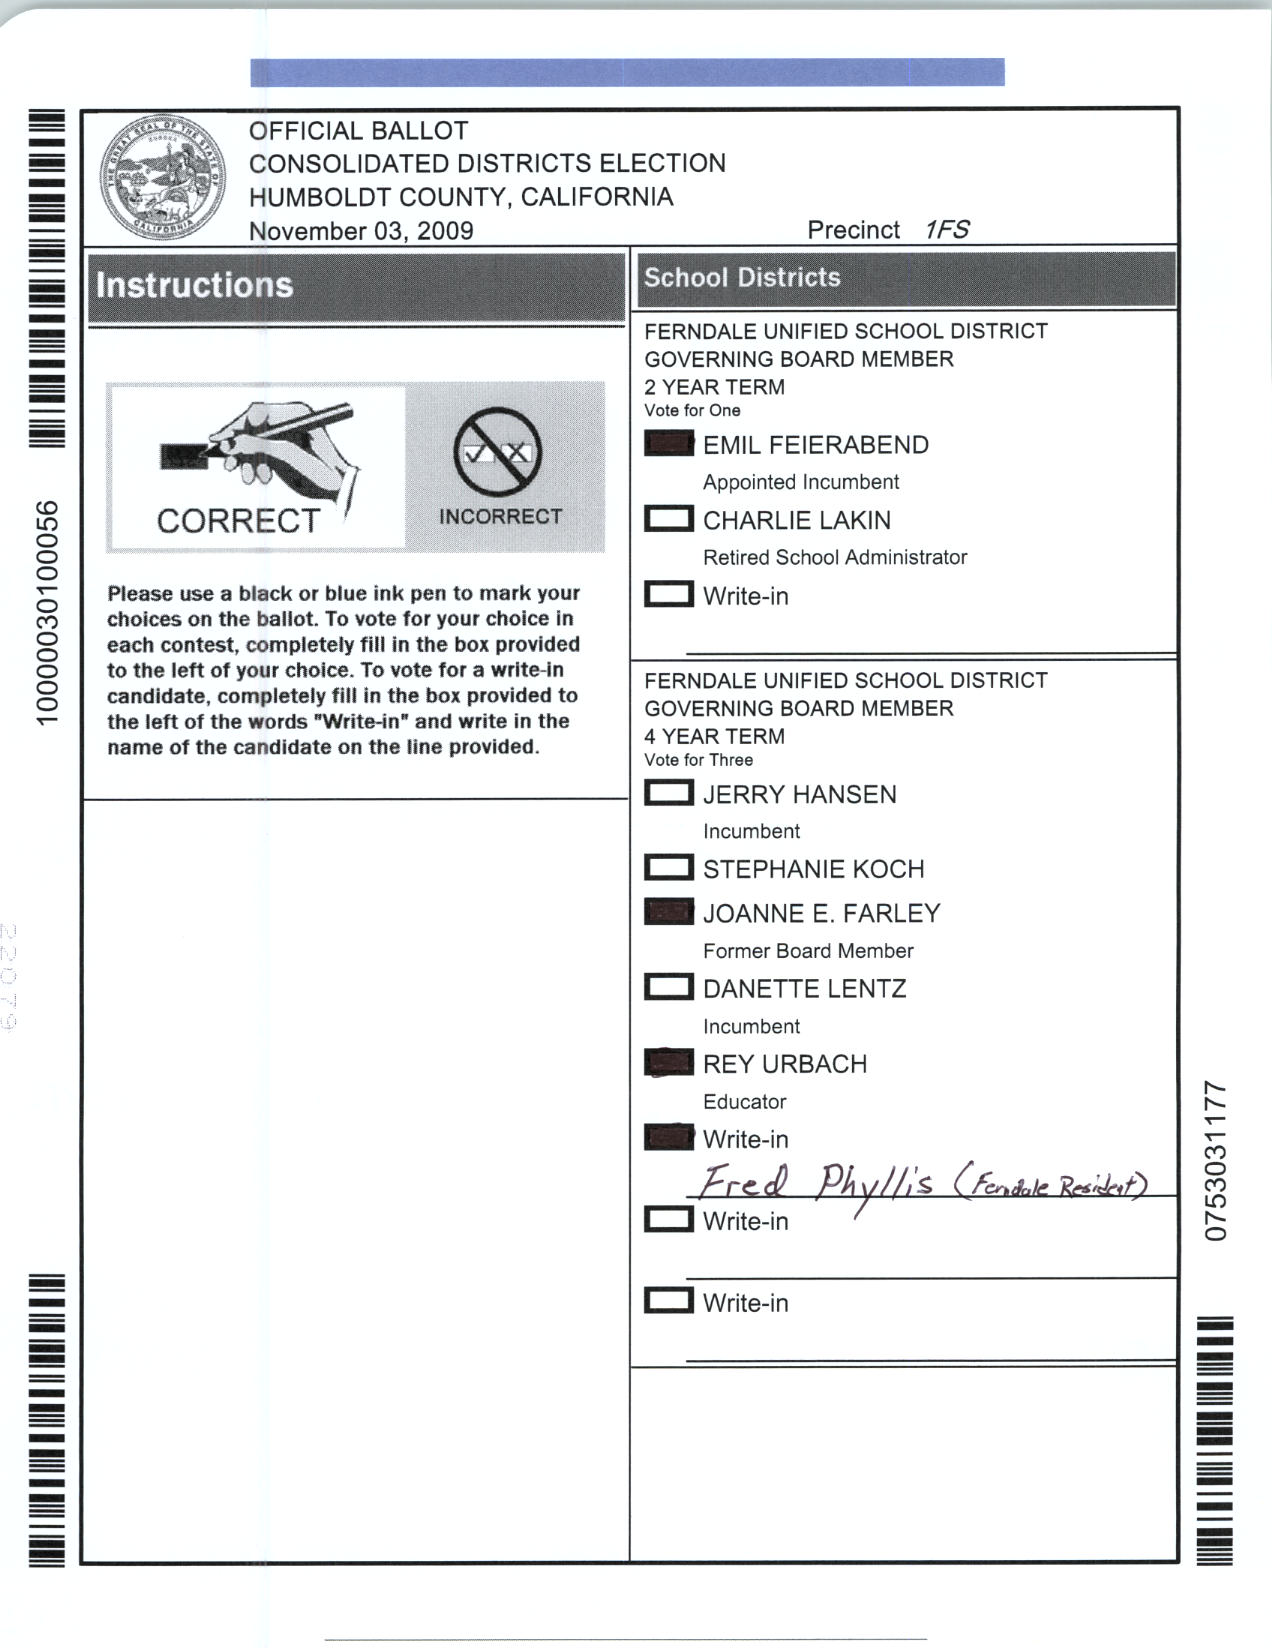 OFFICIAL BALLOT
CONSOLIDATED DISTRICTS ELECTION
HUMBOLDT COUNTY, CALIFORNIA
November 03, 2009
Precinct 1FS
THE GREAT SEAL OF THE STATE OF CALIFORNIA
EUREKA
Instructions
CORRECT
INCORRECT
Please use a black or blue ink pen to mark your
choices on the ballot. To vote for your choice in
each contest, completely fill in the box provided
to the left of your choice. To vote for a write-in
candidate, completely fill in the box provided to
the left of the words "Write-in" and write in the
name of the candidate on the line provided.
School Districts
FERNDALE UNIFIED SCHOOL DISTRICT
GOVERNING BOARD MEMBER
2 YEAR TERM
Vote for One
EMIL FEIERABEND
Appointed Incumbent
CHARLIE LAKIN
Retired School Administrator
Write-in
FERNDALE UNIFIED SCHOOL DISTRICT
GOVERNING BOARD MEMBER
4 YEAR TERM
Vote for Three
JERRY HANSEN
Incumbent
STEPHANIE KOCH
JOANNE E. FARLEY
Former Board Member
DANETTE LENTZ
Incumbent
REY URBACH
Educator
Write-in
Fred Phyllis (Ferndale Resident)
Write-in
Write-in
10000030100056
22079
0753031177